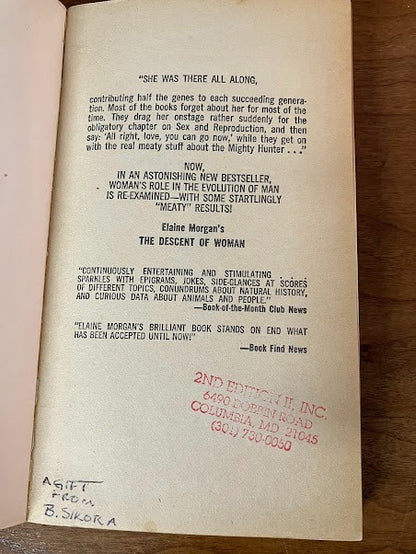 "SHE WAS THERE ALL ALONG,
contributing half the genes to each succeeding genera-
tion. Most of the books forget about her for most of the
time. They drag her onstage rather suddenly for the
obligatory chapter on Sex and Reproduction, and then
say: 'All right, love, you can go now,' while they get on
with the real meaty stuff about the Mighty Hunter . . ."
NOW,
IN AN ASTONISHING NEW BESTSELLER,
WOMAN'S ROLE IN THE EVOLUTION OF MAN
IS RE-EXAMINED—WITH SOME STARTLINGLY
"MEATY" RESULTS!
Elaine Morgan's
THE DESCENT OF WOMAN
"CONTINUOUSLY ENTERTAINING AND STIMULATING . . . .
SPARKLES WITH EPIGRAMS, JOKES, SIDE-GLANCES AT SCORES
OF DIFFERENT TOPICS, CONUNDRUMS ABOUT NATURAL HISTORY,
AND CURIOUS DATA ABOUT ANIMALS AND PEOPLE."
—Book-of-the-Month Club News
"ELAINE MORGAN'S BRILLIANT BOOK STANDS ON END WHAT
HAS BEEN ACCEPTED UNTIL NOW!"
—Book Find News
2ND EDITION II, INC.
6490 DOBBIN ROAD
COLUMBIA, MD 21045
(301) 730-0050
A GIFT
FROM
B. SIKORA